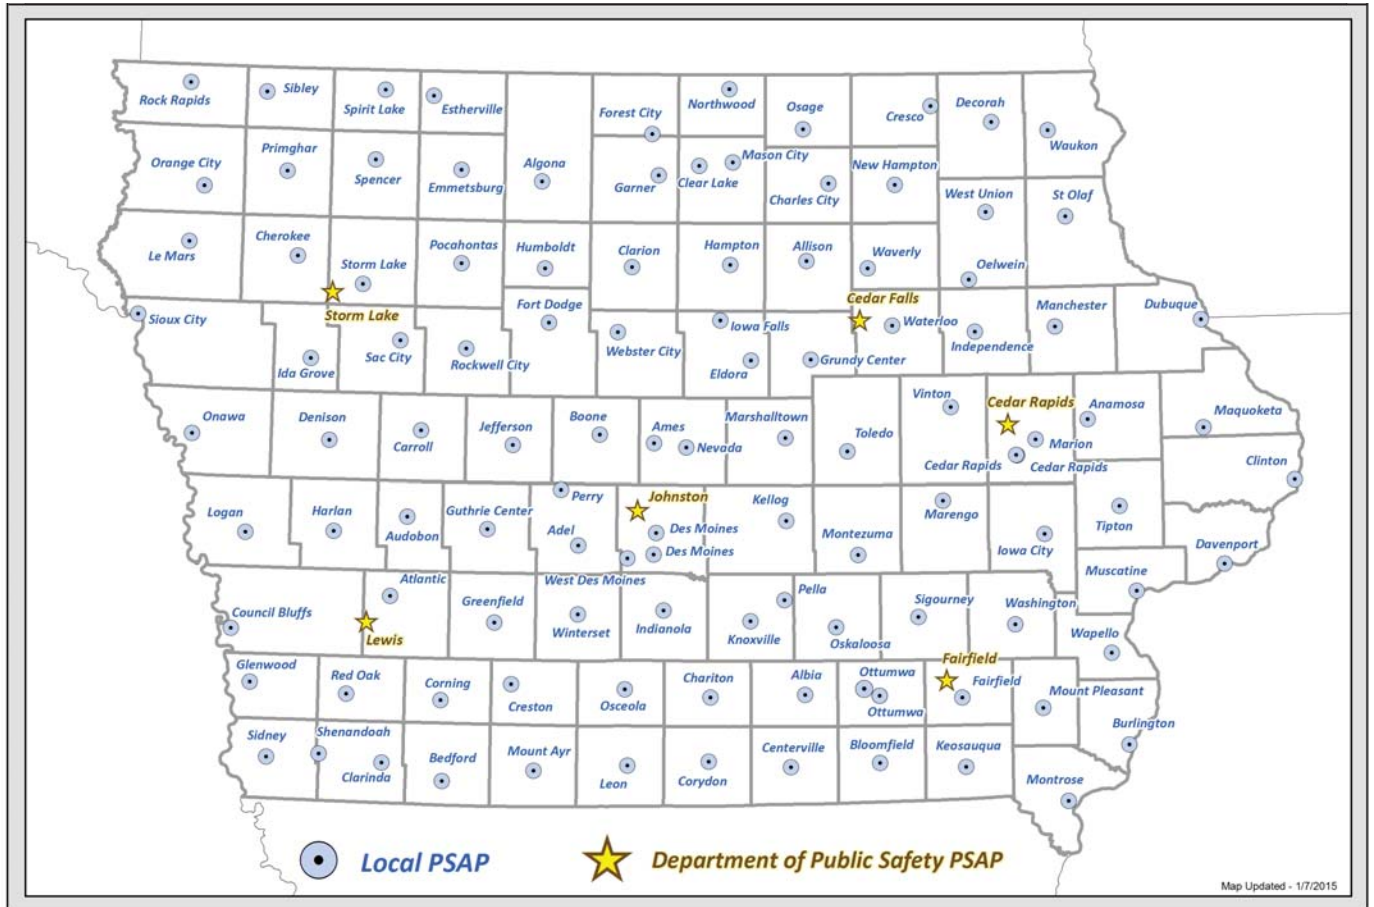 Rock Rapids
Sibley
Spirit Lake
Estherville
Forest City
Northwood
Osage
Cresco
Decorah
Waukon
Orange City
Primghar
Spencer
Emmetsburg
Algona
Garner
Clear Lake
Mason City
Charles City
New Hampton
West Union
St Olaf
Le Mars
Cherokee
Storm Lake
Storm Lake
Pocahontas
Humboldt
Clarion
Hampton
Allison
Waverly
Oelwein
Sioux City
Ida Grove
Sac City
Rockwell City
Fort Dodge
Webster City
Iowa Falls
Eldora
Grundy Center
Cedar Falls
Waterloo
Independence
Manchester
Dubuque
Onawa
Denison
Carroll
Jefferson
Boone
Ames
Nevada
Marshalltown
Toledo
Vinton
Cedar Rapids
Marion
Cedar Rapids
Cedar Rapids
Anamosa
Maquoketa
Clinton
Logan
Harlan
Audobon
Guthrie Center
Perry
Adel
Johnston
Des Moines
Des Moines
West Des Moines
Kellog
Montezuma
Marengo
Iowa City
Tipton
Davenport
Muscatine
Council Bluffs
Atlantic
Lewis
Greenfield
Winterset
Indianola
Knoxville
Pella
Oskaloosa
Sigourney
Washington
Wapello
Glenwood
Red Oak
Corning
Creston
Osceola
Chariton
Albia
Ottumwa
Ottumwa
Fairfield
Fairfield
Mount Pleasant
Burlington
Sidney
Shenandoah
Clarinda
Bedford
Mount Ayr
Leon
Corydon
Centerville
Bloomfield
Keosauqua
Montrose
Local PSAP
Department of Public Safety PSAP
Map Updated - 1/7/2015